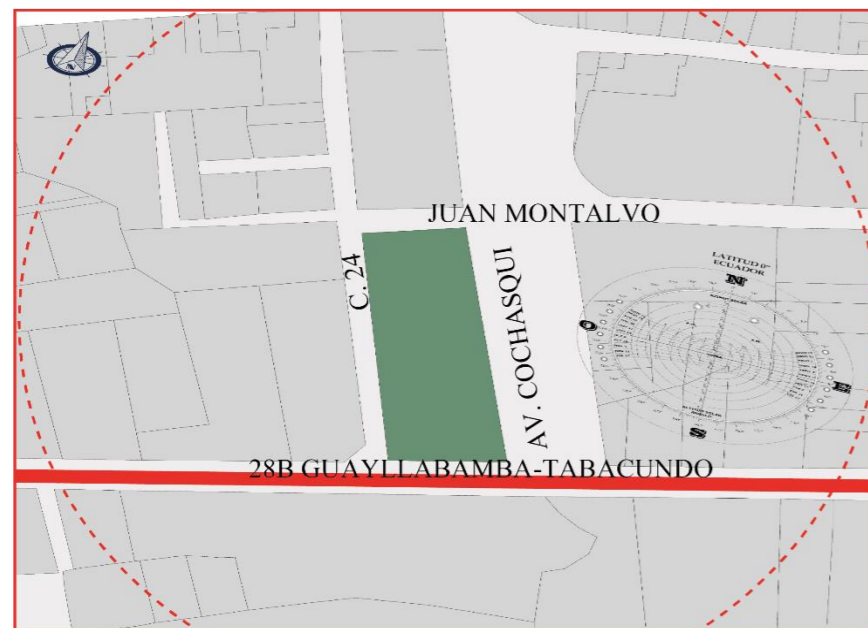 JUAN MONTALVO
C. 24
AV. COCHASQUI
LATITUD 0°
ECUADOR
N
O
E
S
28B GUAYLLABAMBA-TABACUNDO